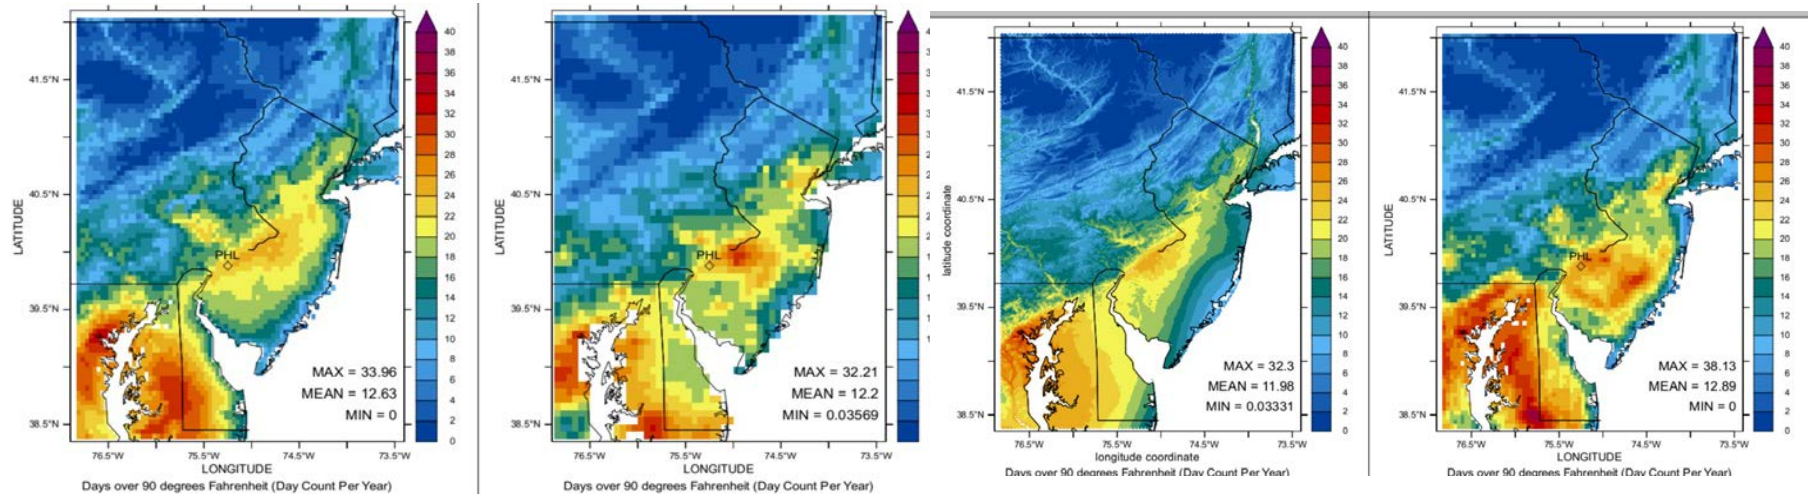 41.5°N
40.5°N
39.5°N
38.5°N
LATITUDE
PHL
MAX = 33.96
MEAN = 12.63
MIN = 0
76.5°W 75.5°W 74.5°W 73.5°W
LONGITUDE
Days over 90 degrees Fahrenheit (Day Count Per Year)
40
38
36
34
32
30
28
26
24
22
20
18
16
14
12
10
8
6
4
2
0
41.5°N
40.5°N
39.5°N
38.5°N
LATITUDE
PHL
MAX = 32.21
MEAN = 12.2
MIN = 0.03569
76.5°W 75.5°W 74.5°W 73.5°W
LONGITUDE
Days over 90 degrees Fahrenheit (Day Count Per Year)
41.5°N
40.5°N
39.5°N
38.5°N
latitude coordinate
MAX = 32.3
MEAN = 11.98
MIN = 0.03331
76.5°W 75.5°W 74.5°W 73.5°W
longitude coordinate
Days over 90 degrees Fahrenheit (Day Count Per Year)
40
38
36
34
32
30
28
26
24
22
20
18
16
14
12
10
8
6
4
2
0
41.5°N
40.5°N
39.5°N
38.5°N
LATITUDE
PHL
MAX = 38.13
MEAN = 12.89
MIN = 0
76.5°W 75.5°W 74.5°W 73.5°W
LONGITUDE
Days over 90 degrees Fahrenheit (Day Count Per Year)
40
38
36
34
32
30
28
26
24
22
20
18
16
14
12
10
8
6
4
2
0